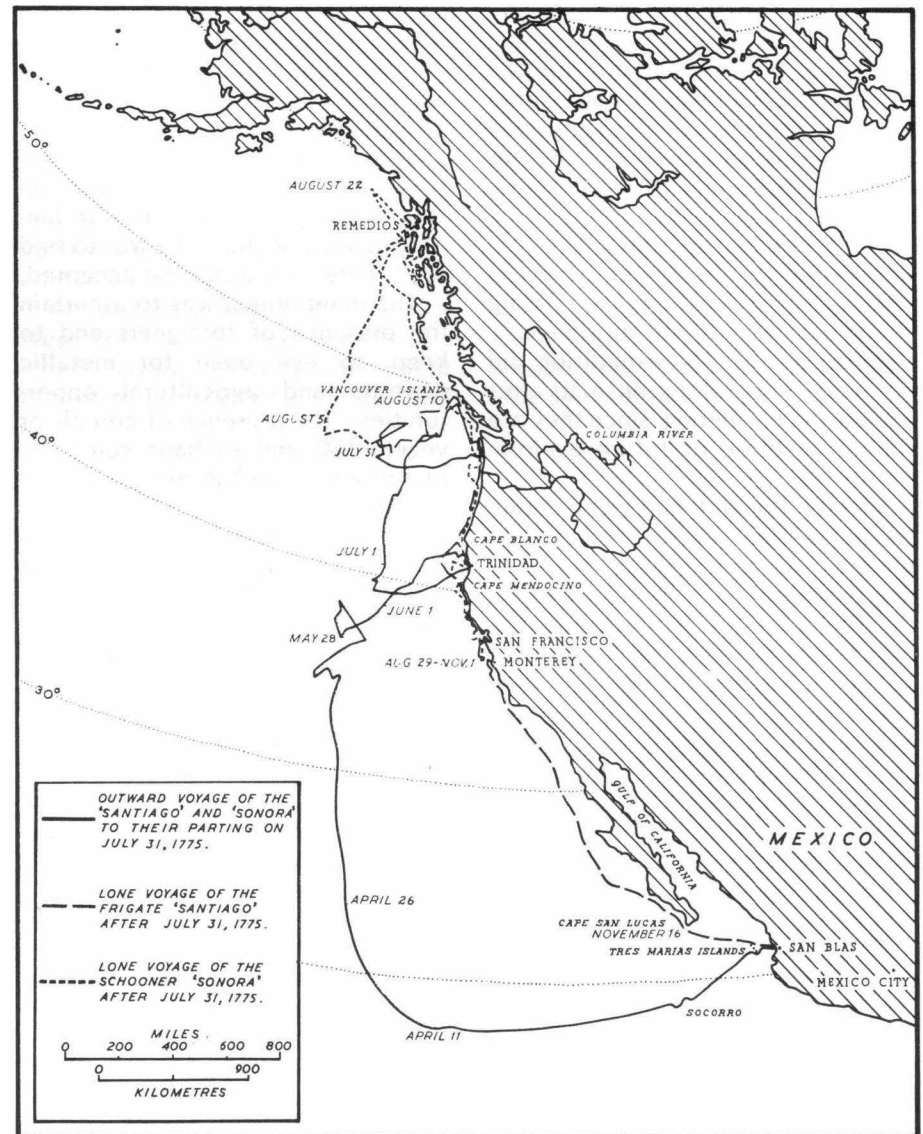 50°
AUGUST 22
REMEDIOS
VANCOUVER ISLAND
AUGUST 10
AUGUST 5
40°
JULY 31
COLUMBIA RIVER
CAPE BLANCO
JULY 1
TRINIDAD
CAPE MENDOCINO
JUNE 1
MAY 28
SAN FRANCISCO
AUG 29-NOV.1
MONTEREY
30°
GULF OF CALIFORNIA
MEXICO
APRIL 26
CAPE SAN LUCAS
NOVEMBER 16
TRES MARIAS ISLANDS
SAN BLAS
MEXICO CITY
SOCORRO
APRIL 11
OUTWARD VOYAGE OF THE
'SANTIAGO' AND 'SONORA'
TO THEIR PARTING ON
JULY 31, 1775.
LONE VOYAGE OF THE
FRIGATE 'SANTIAGO'
AFTER JULY 31, 1775.
LONE VOYAGE OF THE
SCHOONER 'SONORA'
AFTER JULY 31, 1775.
MILES
0 200 400 600 800
0 900
KILOMETRES